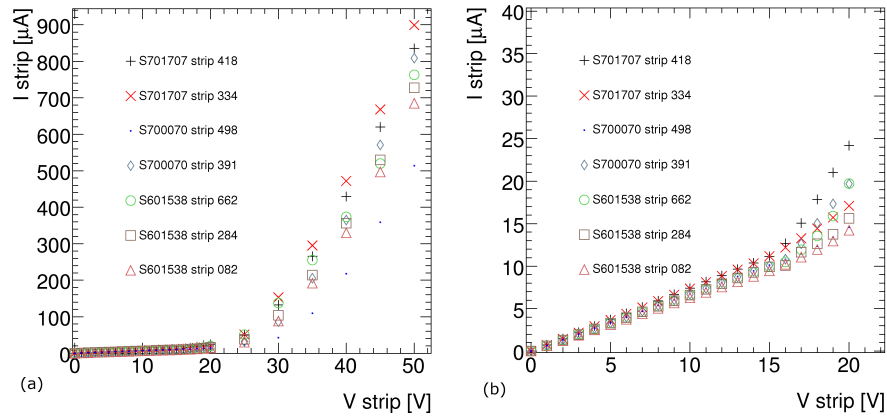 I strip [µA]
900
800
700
600
500
400
300
200
100
0
S701707 strip 418
S701707 strip 334
S700070 strip 498
S700070 strip 391
S601538 strip 662
S601538 strip 284
S601538 strip 082
0 10 20 30 40 50
V strip [V]
(a)
I strip [µA]
40
35
30
25
20
15
10
5
0
S701707 strip 418
S701707 strip 334
S700070 strip 498
S700070 strip 391
S601538 strip 662
S601538 strip 284
S601538 strip 082
0 5 10 15 20
V strip [V]
(b)